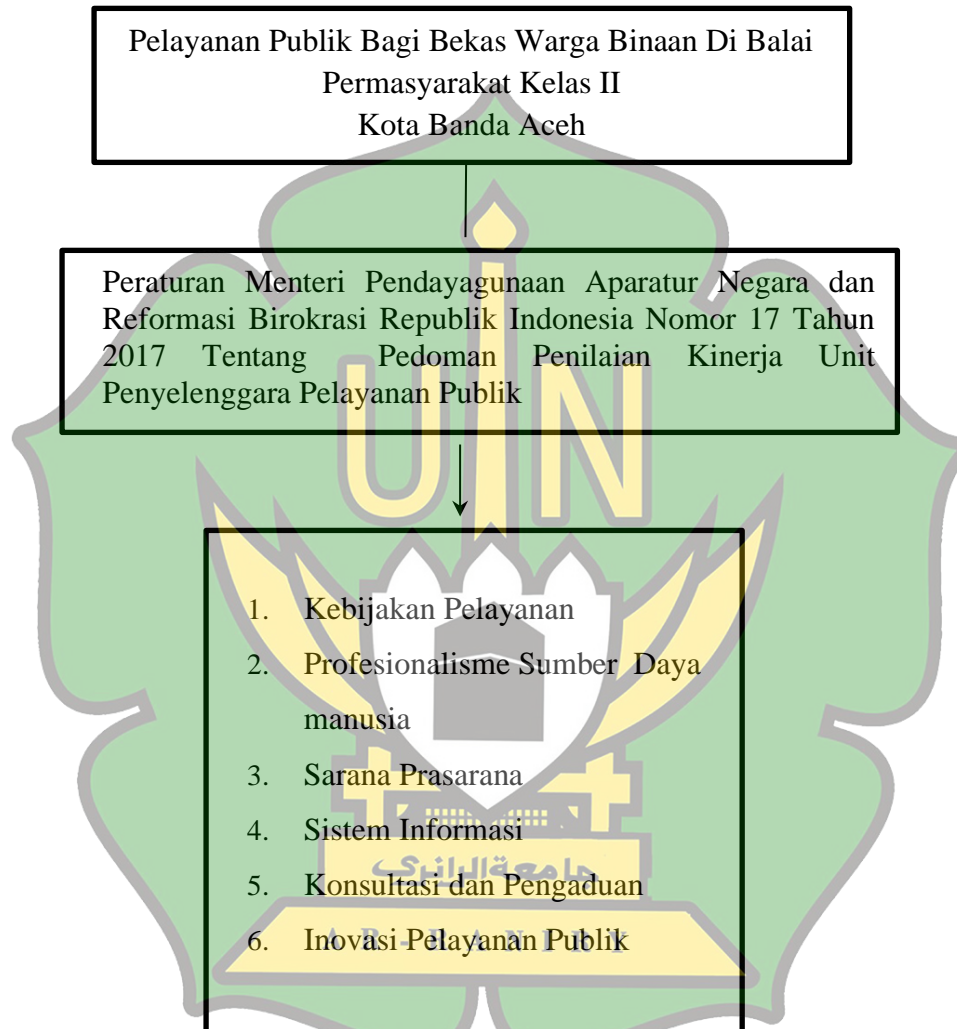 Pelayanan Publik Bagi Bekas Warga Binaan Di Balai
Permasyarakat Kelas II
Kota Banda Aceh
Peraturan Menteri Pendayagunaan Aparatur Negara dan
Reformasi Birokrasi Republik Indonesia Nomor 17 Tahun
2017 Tentang Pedoman Penilaian Kinerja Unit
Penyelenggara Pelayanan Publik
UIN
1. Kebijakan Pelayanan
2. Profesionalisme Sumber Daya
manusia
3. Sarana Prasarana
4. Sistem Informasi
جامعة الرانري
5. Konsultasi dan Pengaduan
6. Inovasi Pelayanan Publik
AR-RANIRY